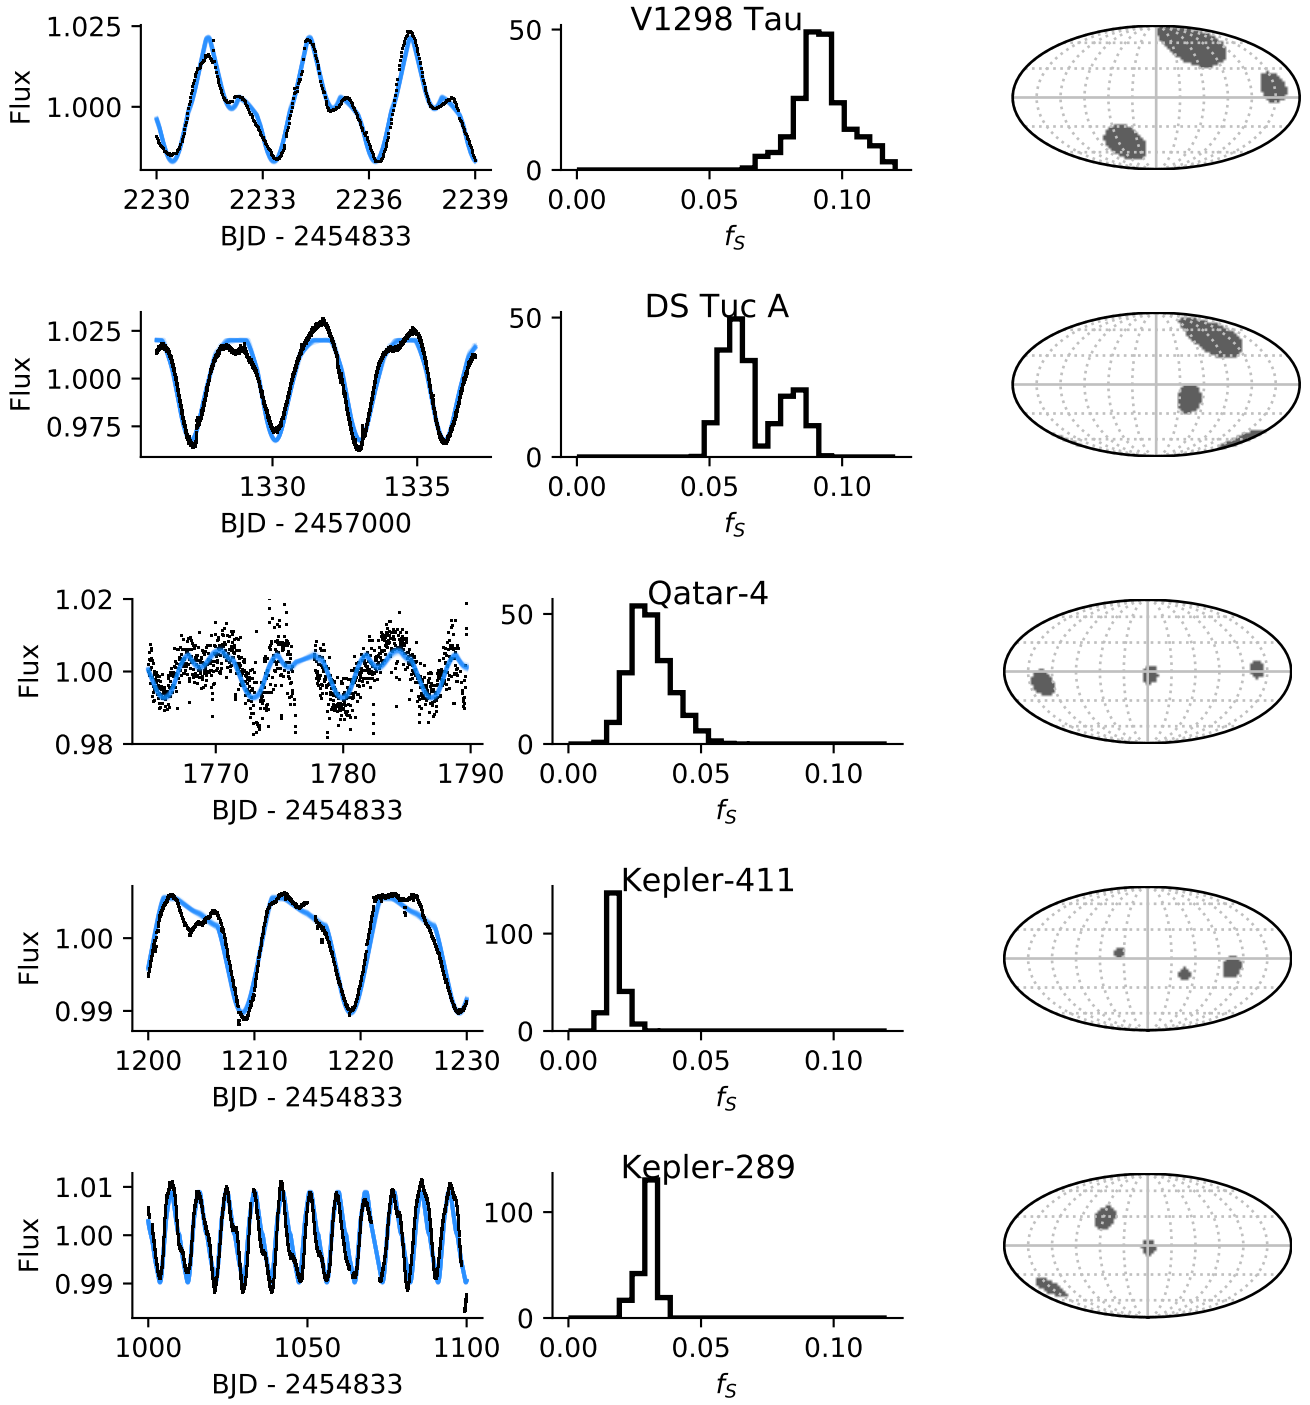 V1298 Tau
1.025
1.000
Flux
2230 2233 2236 2239
BJD - 2454833
50
0
0.00 0.05 0.10
fS
DS Tuc A
1.025
1.000
0.975
Flux
1330 1335
BJD - 2457000
50
0
0.00 0.05 0.10
fS
Qatar-4
1.02
1.00
0.98
Flux
1770 1780 1790
BJD - 2454833
50
0
0.00 0.05 0.10
fS
Kepler-411
1.00
0.99
Flux
1200 1210 1220 1230
BJD - 2454833
100
0
0.00 0.05 0.10
fS
Kepler-289
1.01
1.00
0.99
Flux
1000 1050 1100
BJD - 2454833
100
0
0.00 0.05 0.10
fS